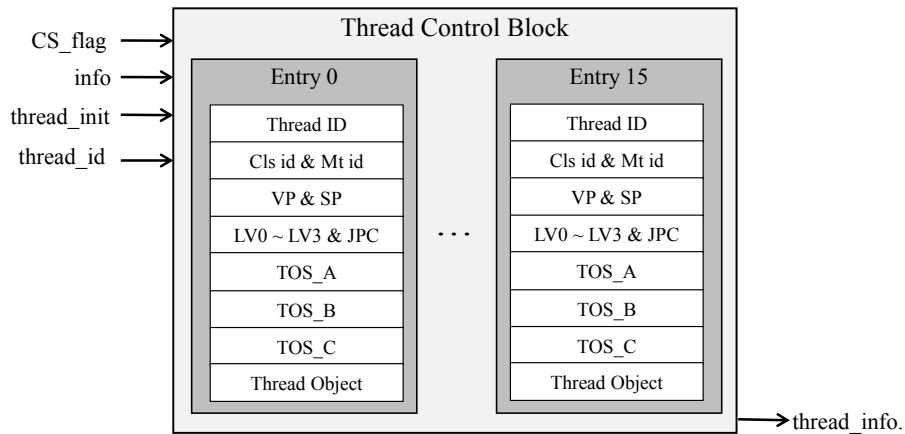 Thread Control Block
CS_flag
info
thread_init
thread_id
Entry 0
Thread ID
Cls id & Mt id
VP & SP
LV0 ~ LV3 & JPC
TOS_A
TOS_B
TOS_C
Thread Object
...
Entry 15
Thread ID
Cls id & Mt id
VP & SP
LV0 ~ LV3 & JPC
TOS_A
TOS_B
TOS_C
Thread Object
thread_info.